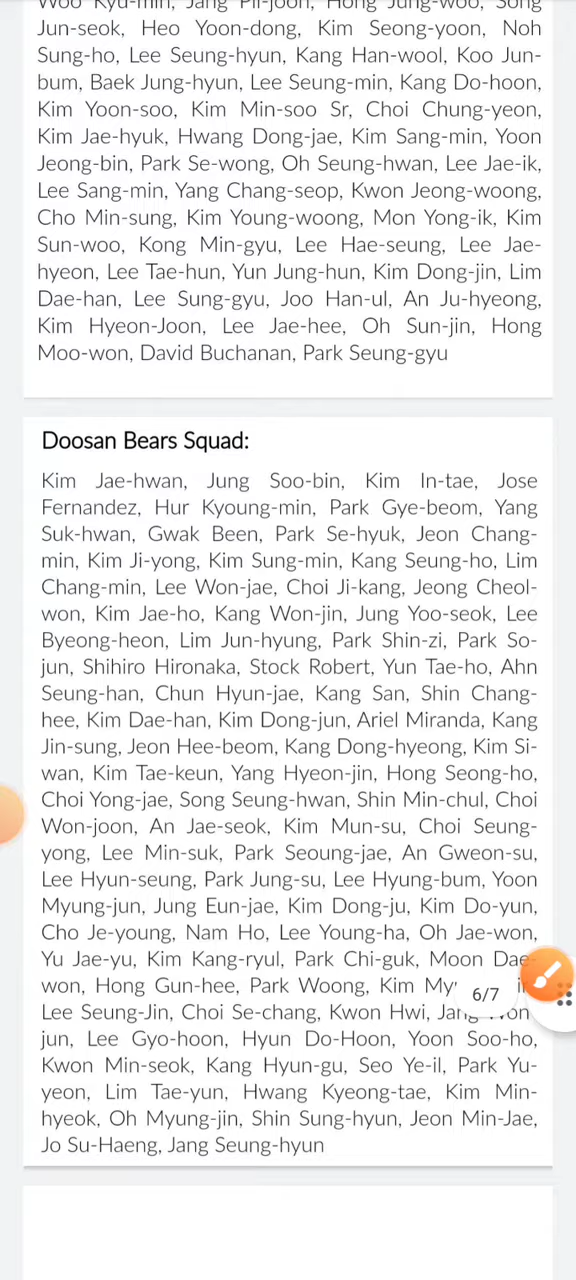 Woo Kyu-min, Jang Pil-joon, Hong Jung-woo, Song
Jun-seok, Heo Yoon-dong, Kim Seong-yoon, Noh
Sung-ho, Lee Seung-hyun, Kang Han-wool, Koo Jun-
bum, Baek Jung-hyun, Lee Seung-min, Kang Do-hoon,
Kim Yoon-soo, Kim Min-soo Sr, Choi Chung-yeon,
Kim Jae-hyuk, Hwang Dong-jae, Kim Sang-min, Yoon
Jeong-bin, Park Se-wong, Oh Seung-hwan, Lee Jae-ik,
Lee Sang-min, Yang Chang-seop, Kwon Jeong-woong,
Cho Min-sung, Kim Young-woong, Mon Yong-ik, Kim
Sun-woo, Kong Min-gyu, Lee Hae-seung, Lee Jae-
hyeon, Lee Tae-hun, Yun Jung-hun, Kim Dong-jin, Lim
Dae-han, Lee Sung-gyu, Joo Han-ul, An Ju-hyeong,
Kim Hyeon-Joon, Lee Jae-hee, Oh Sun-jin, Hong
Moo-won, David Buchanan, Park Seung-gyu
Doosan Bears Squad:
Kim Jae-hwan, Jung Soo-bin, Kim In-tae, Jose
Fernandez, Hur Kyoung-min, Park Gye-beom, Yang
Suk-hwan, Gwak Been, Park Se-hyuk, Jeon Chang-
min, Kim Ji-yong, Kim Sung-min, Kang Seung-ho, Lim
Chang-min, Lee Won-jae, Choi Ji-kang, Jeong Cheol-
won, Kim Jae-ho, Kang Won-jin, Jung Yoo-seok, Lee
Byeong-heon, Lim Jun-hyung, Park Shin-zi, Park So-
jun, Shihiro Hironaka, Stock Robert, Yun Tae-ho, Ahn
Seung-han, Chun Hyun-jae, Kang San, Shin Chang-
hee, Kim Dae-han, Kim Dong-jun, Ariel Miranda, Kang
Jin-sung, Jeon Hee-beom, Kang Dong-hyeong, Kim Si-
wan, Kim Tae-keun, Yang Hyeon-jin, Hong Seong-ho,
Choi Yong-jae, Song Seung-hwan, Shin Min-chul, Choi
Won-joon, An Jae-seok, Kim Mun-su, Choi Seung-
yong, Lee Min-suk, Park Seoung-jae, An Gweon-su,
Lee Hyun-seung, Park Jung-su, Lee Hyung-bum, Yoon
Myung-jun, Jung Eun-jae, Kim Dong-ju, Kim Do-yun,
Cho Je-young, Nam Ho, Lee Young-ha, Oh Jae-won,
Yu Jae-yu, Kim Kang-ryul, Park Chi-guk, Moon Dae-
won, Hong Gun-hee, Park Woong, Kim
6/7
Lee Seung-Jin, Choi Se-chang, Kwon Hwi,
jun, Lee Gyo-hoon, Hyun Do-Hoon, Yoon Soo-ho,
Kwon Min-seok, Kang Hyun-gu, Seo Ye-il, Park Yu-
yeon, Lim Tae-yun, Hwang Kyeong-tae, Kim Min-
hyeok, Oh Myung-jin, Shin Sung-hyun, Jeon Min-Jae,
Jo Su-Haeng, Jang Seung-hyun